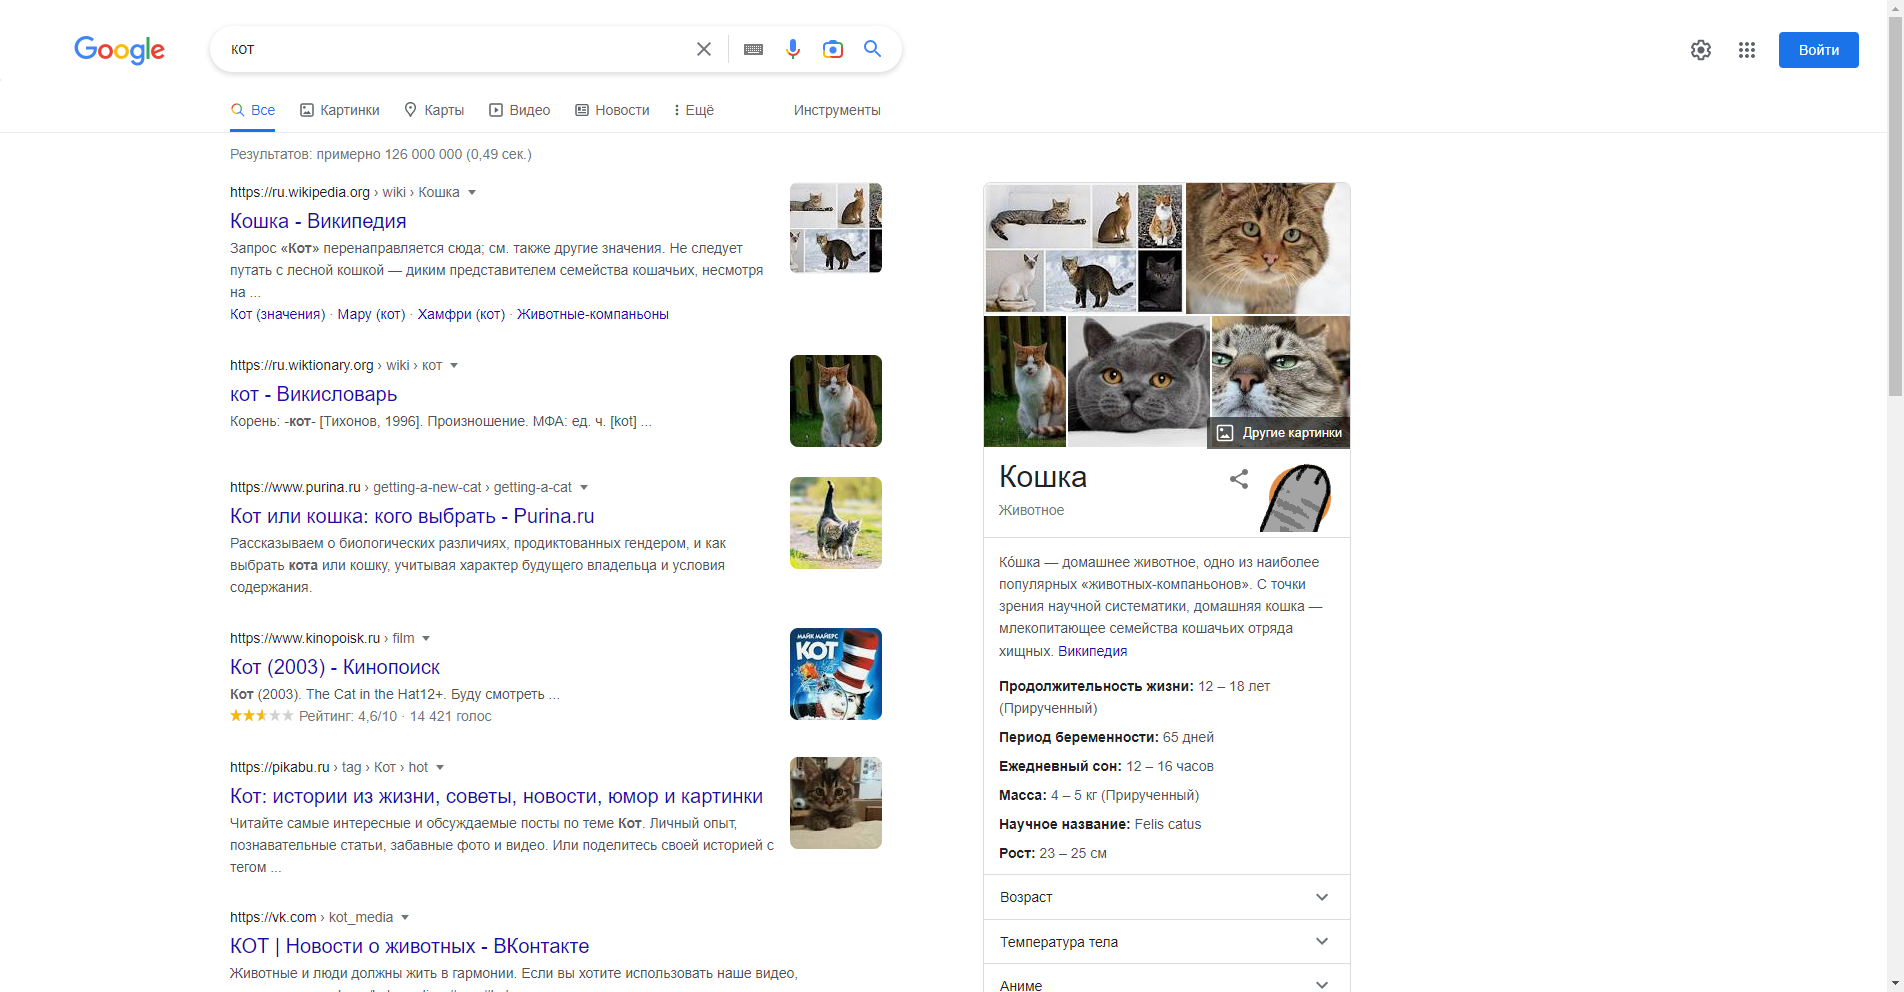 Google
кот
Войти
Все
Картинки
Карты
Видео
Новости
Ещё
Инструменты
Результатов: примерно 126 000 000 (0,49 сек.)
https://ru.wikipedia.org › wiki › Кошка
Кошка - Википедия
Запрос «Кот» перенаправляется сюда; см. также другие значения. Не следует
путать с лесной кошкой — диким представителем семейства кошачьих, несмотря
на ...
Кот (значения) · Мару (кот) · Хамфри (кот) · Животные-компаньоны
https://ru.wiktionary.org › wiki › кот
кот - Викисловарь
Корень: -кот- [Тихонов, 1996]. Произношение. МФА: ед. ч. [kot] ...
https://www.purina.ru › getting-a-new-cat › getting-a-cat
Кот или кошка: кого выбрать - Purina.ru
Рассказываем о биологических различиях, продиктованных гендером, и как
выбрать кота или кошку, учитывая характер будущего владельца и условия
содержания.
https://www.kinopoisk.ru › film
Кот (2003) - Кинопоиск
Кот (2003). The Cat in the Hat12+. Буду смотреть ...
Рейтинг: 4,6/10 · 14 421 голос
МАЙК МАЙЕРС
КОТ
https://pikabu.ru › tag › Кот › hot
Кот: истории из жизни, советы, новости, юмор и картинки
Читайте самые интересные и обсуждаемые посты по теме Кот. Личный опыт,
познавательные статьи, забавные фото и видео. Или поделитесь своей историей с
тегом ...
https://vk.com › kot_media
КОТ | Новости о животных - ВКонтакте
Животные и люди должны жить в гармонии. Если вы хотите использовать наше видео,
Другие картинки
Кошка
Животное
Ко́шка — домашнее животное, одно из наиболее
популярных «животных-компаньонов». С точки
зрения научной систематики, домашняя кошка —
млекопитающее семейства кошачьих отряда
хищных. Википедия
Продолжительность жизни: 12 – 18 лет
(Прирученный)
Период беременности: 65 дней
Ежедневный сон: 12 – 16 часов
Масса: 4 – 5 кг (Прирученный)
Научное название: Felis catus
Рост: 23 – 25 см
Возраст
Температура тела
Аниме